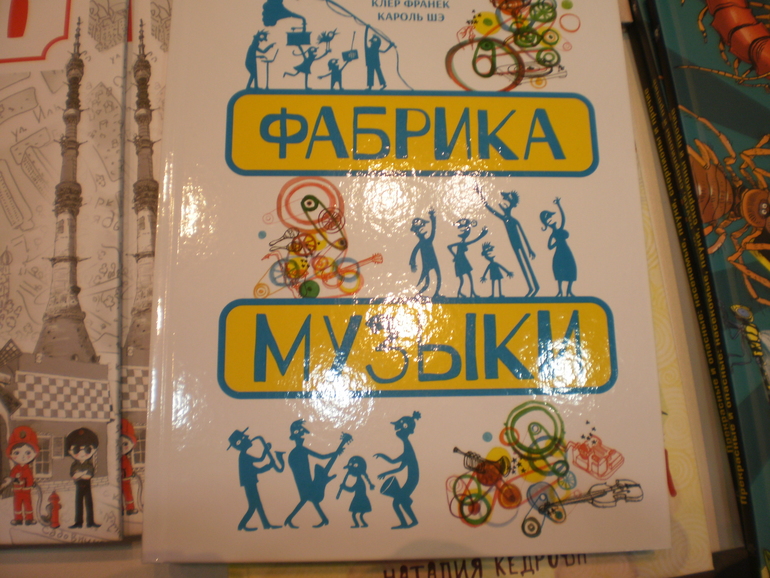 КЛЕР ФРАНЕК
КАРОЛЬ ШЭ
ФАБРИКА
МУЗЫКИ
НАТАЛИЯ КЕДРОВА